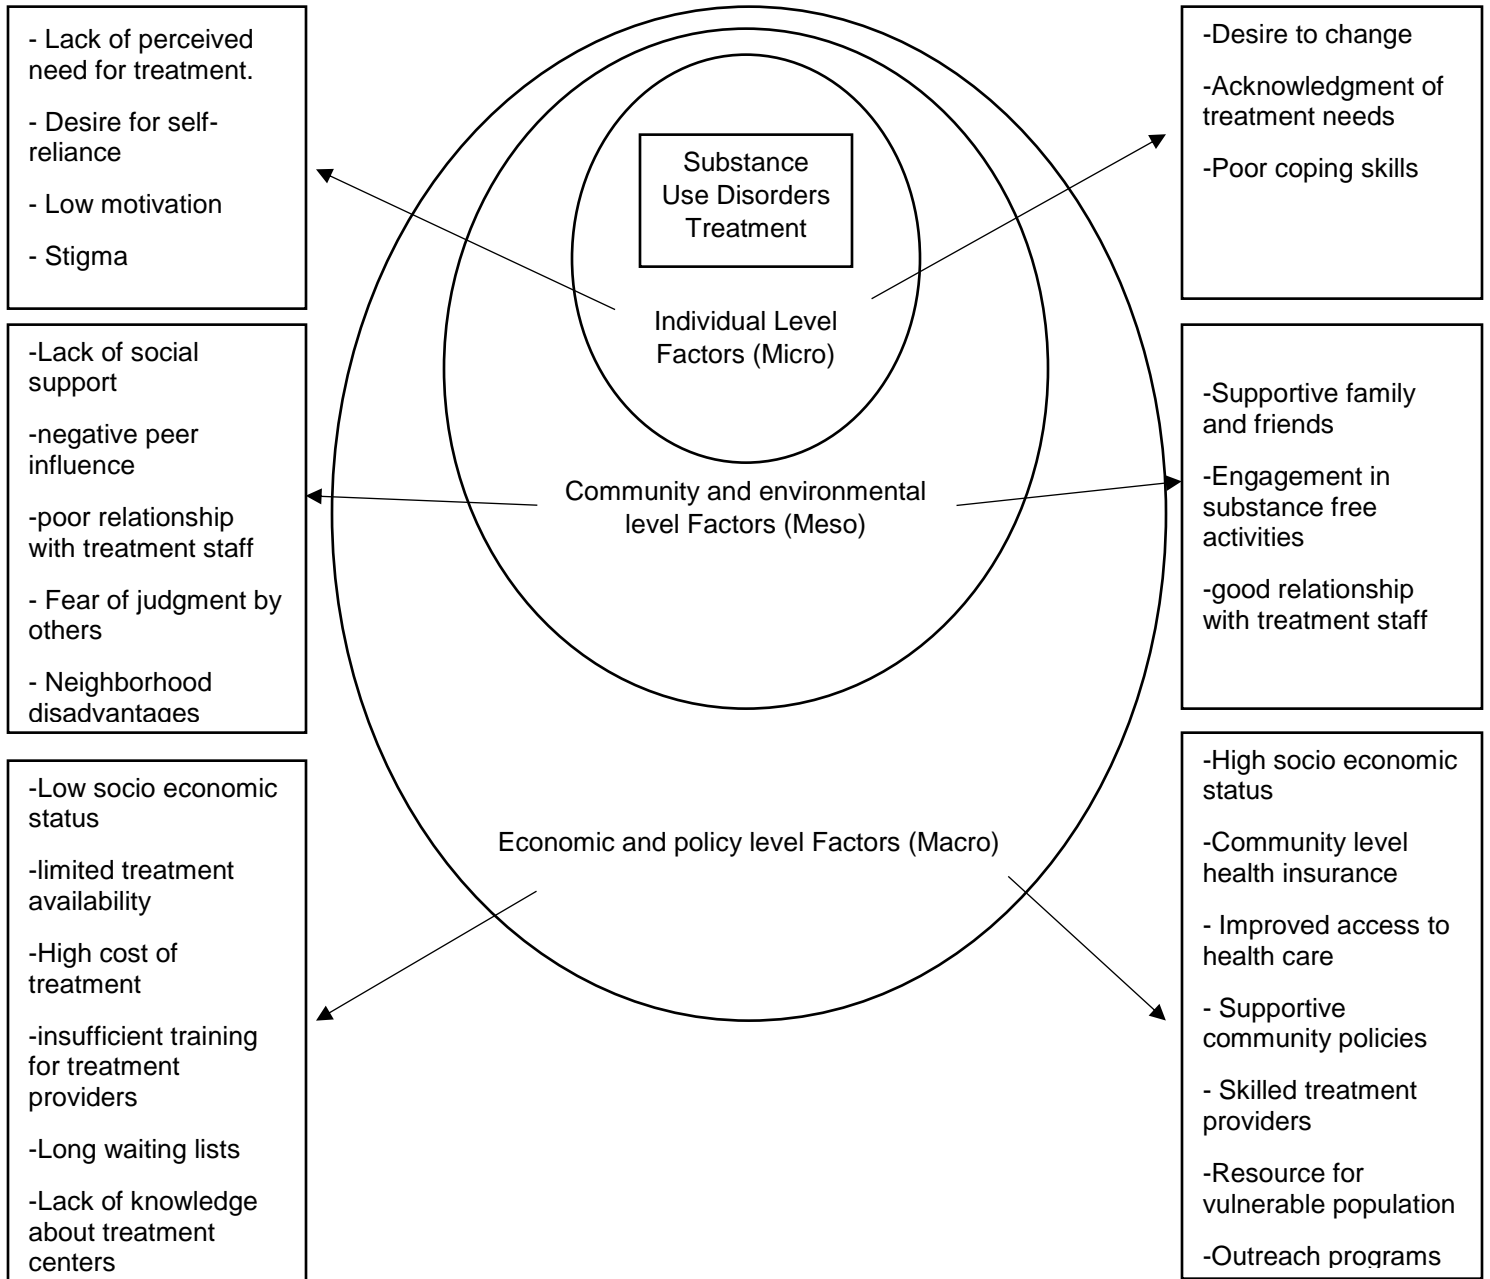 - Lack of perceived
need for treatment.
- Desire for self-
reliance
- Low motivation
- Stigma
-Lack of social
support
-negative peer
influence
-poor relationship
with treatment staff
- Fear of judgment by
others
- Neighborhood
disadvantages
-Low socio economic
status
-limited treatment
availability
-High cost of
treatment
-insufficient training
for treatment
providers
-Long waiting lists
-Lack of knowledge
about treatment
centers
Substance
Use Disorders
Treatment
Individual Level
Factors (Micro)
Community and environmental
level Factors (Meso)
Economic and policy level Factors (Macro)
-Desire to change
-Acknowledgment of
treatment needs
-Poor coping skills
-Supportive family
and friends
-Engagement in
substance free
activities
-good relationship
with treatment staff
-High socio economic
status
-Community level
health insurance
- Improved access to
health care
- Supportive
community policies
- Skilled treatment
providers
-Resource for
vulnerable population
-Outreach programs